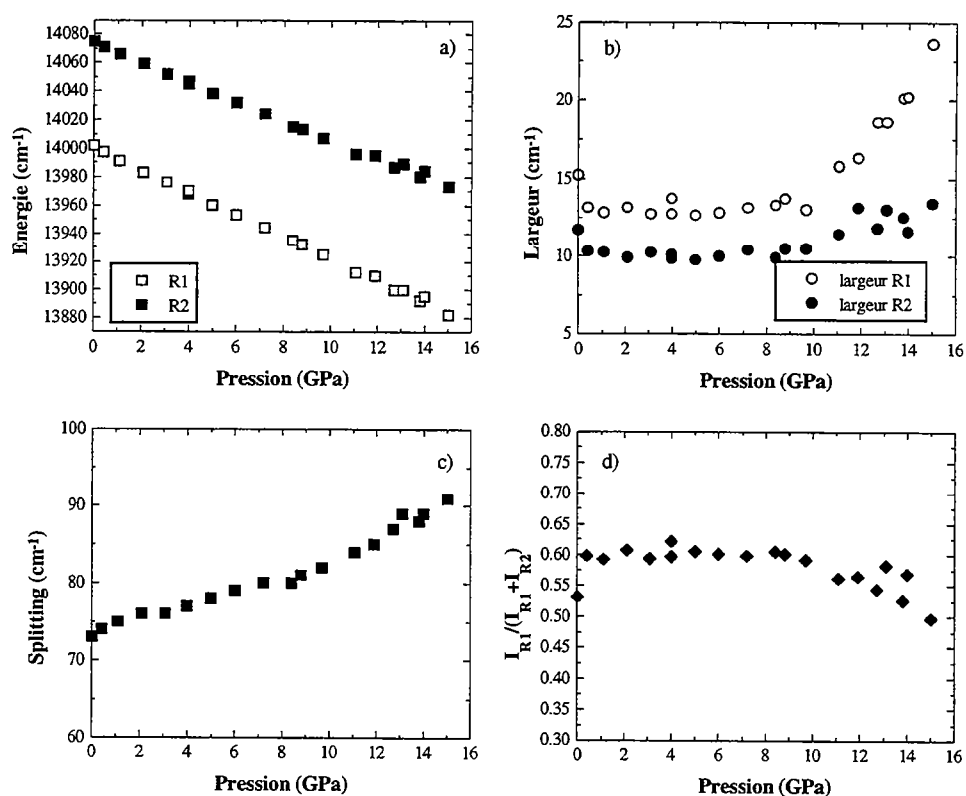 a)
14080
14060
14040
14020
14000
13980
13960
13940
13920
13900
13880
Energie (cm-1)
R1
R2
0 2 4 6 8 10 12 14 16
Pression (GPa)
b)
25
20
15
10
5
Largeur (cm-1)
largeur R1
largeur R2
0 2 4 6 8 10 12 14 16
Pression (GPa)
c)
100
90
80
70
60
Splitting (cm-1)
0 2 4 6 8 10 12 14 16
Pression (GPa)
d)
0.80
0.75
0.70
0.65
0.60
0.55
0.50
0.45
0.40
0.35
0.30
IR1/(IR1+IR2)
0 2 4 6 8 10 12 14 16
Pression (GPa)